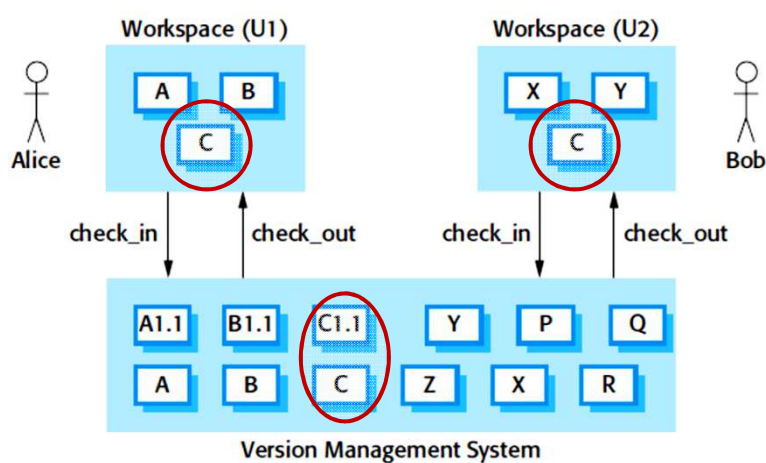 Workspace (U1) Workspace (U2)
A B X Y
C C
Alice Bob
check_in check_out check_in check_out
A1.1 B1.1 C1.1 Y P Q
A B C Z X R
Version Management System